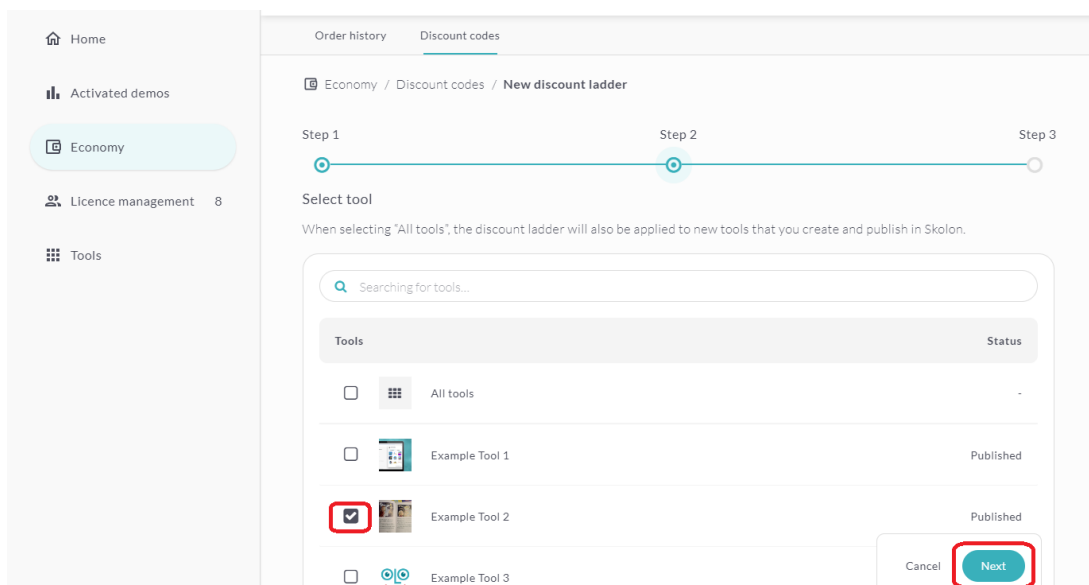 Home
Activated demos
Economy
Licence management 8
Tools
Order history Discount codes
Economy / Discount codes / New discount ladder
Step 1 Step 2 Step 3
Select tool
When selecting "All tools", the discount ladder will also be applied to new tools that you create and publish in Skolon.
Searching for tools...
Tools Status
All tools -
Example Tool 1 Published
Example Tool 2 Published
Example Tool 3
Cancel Next